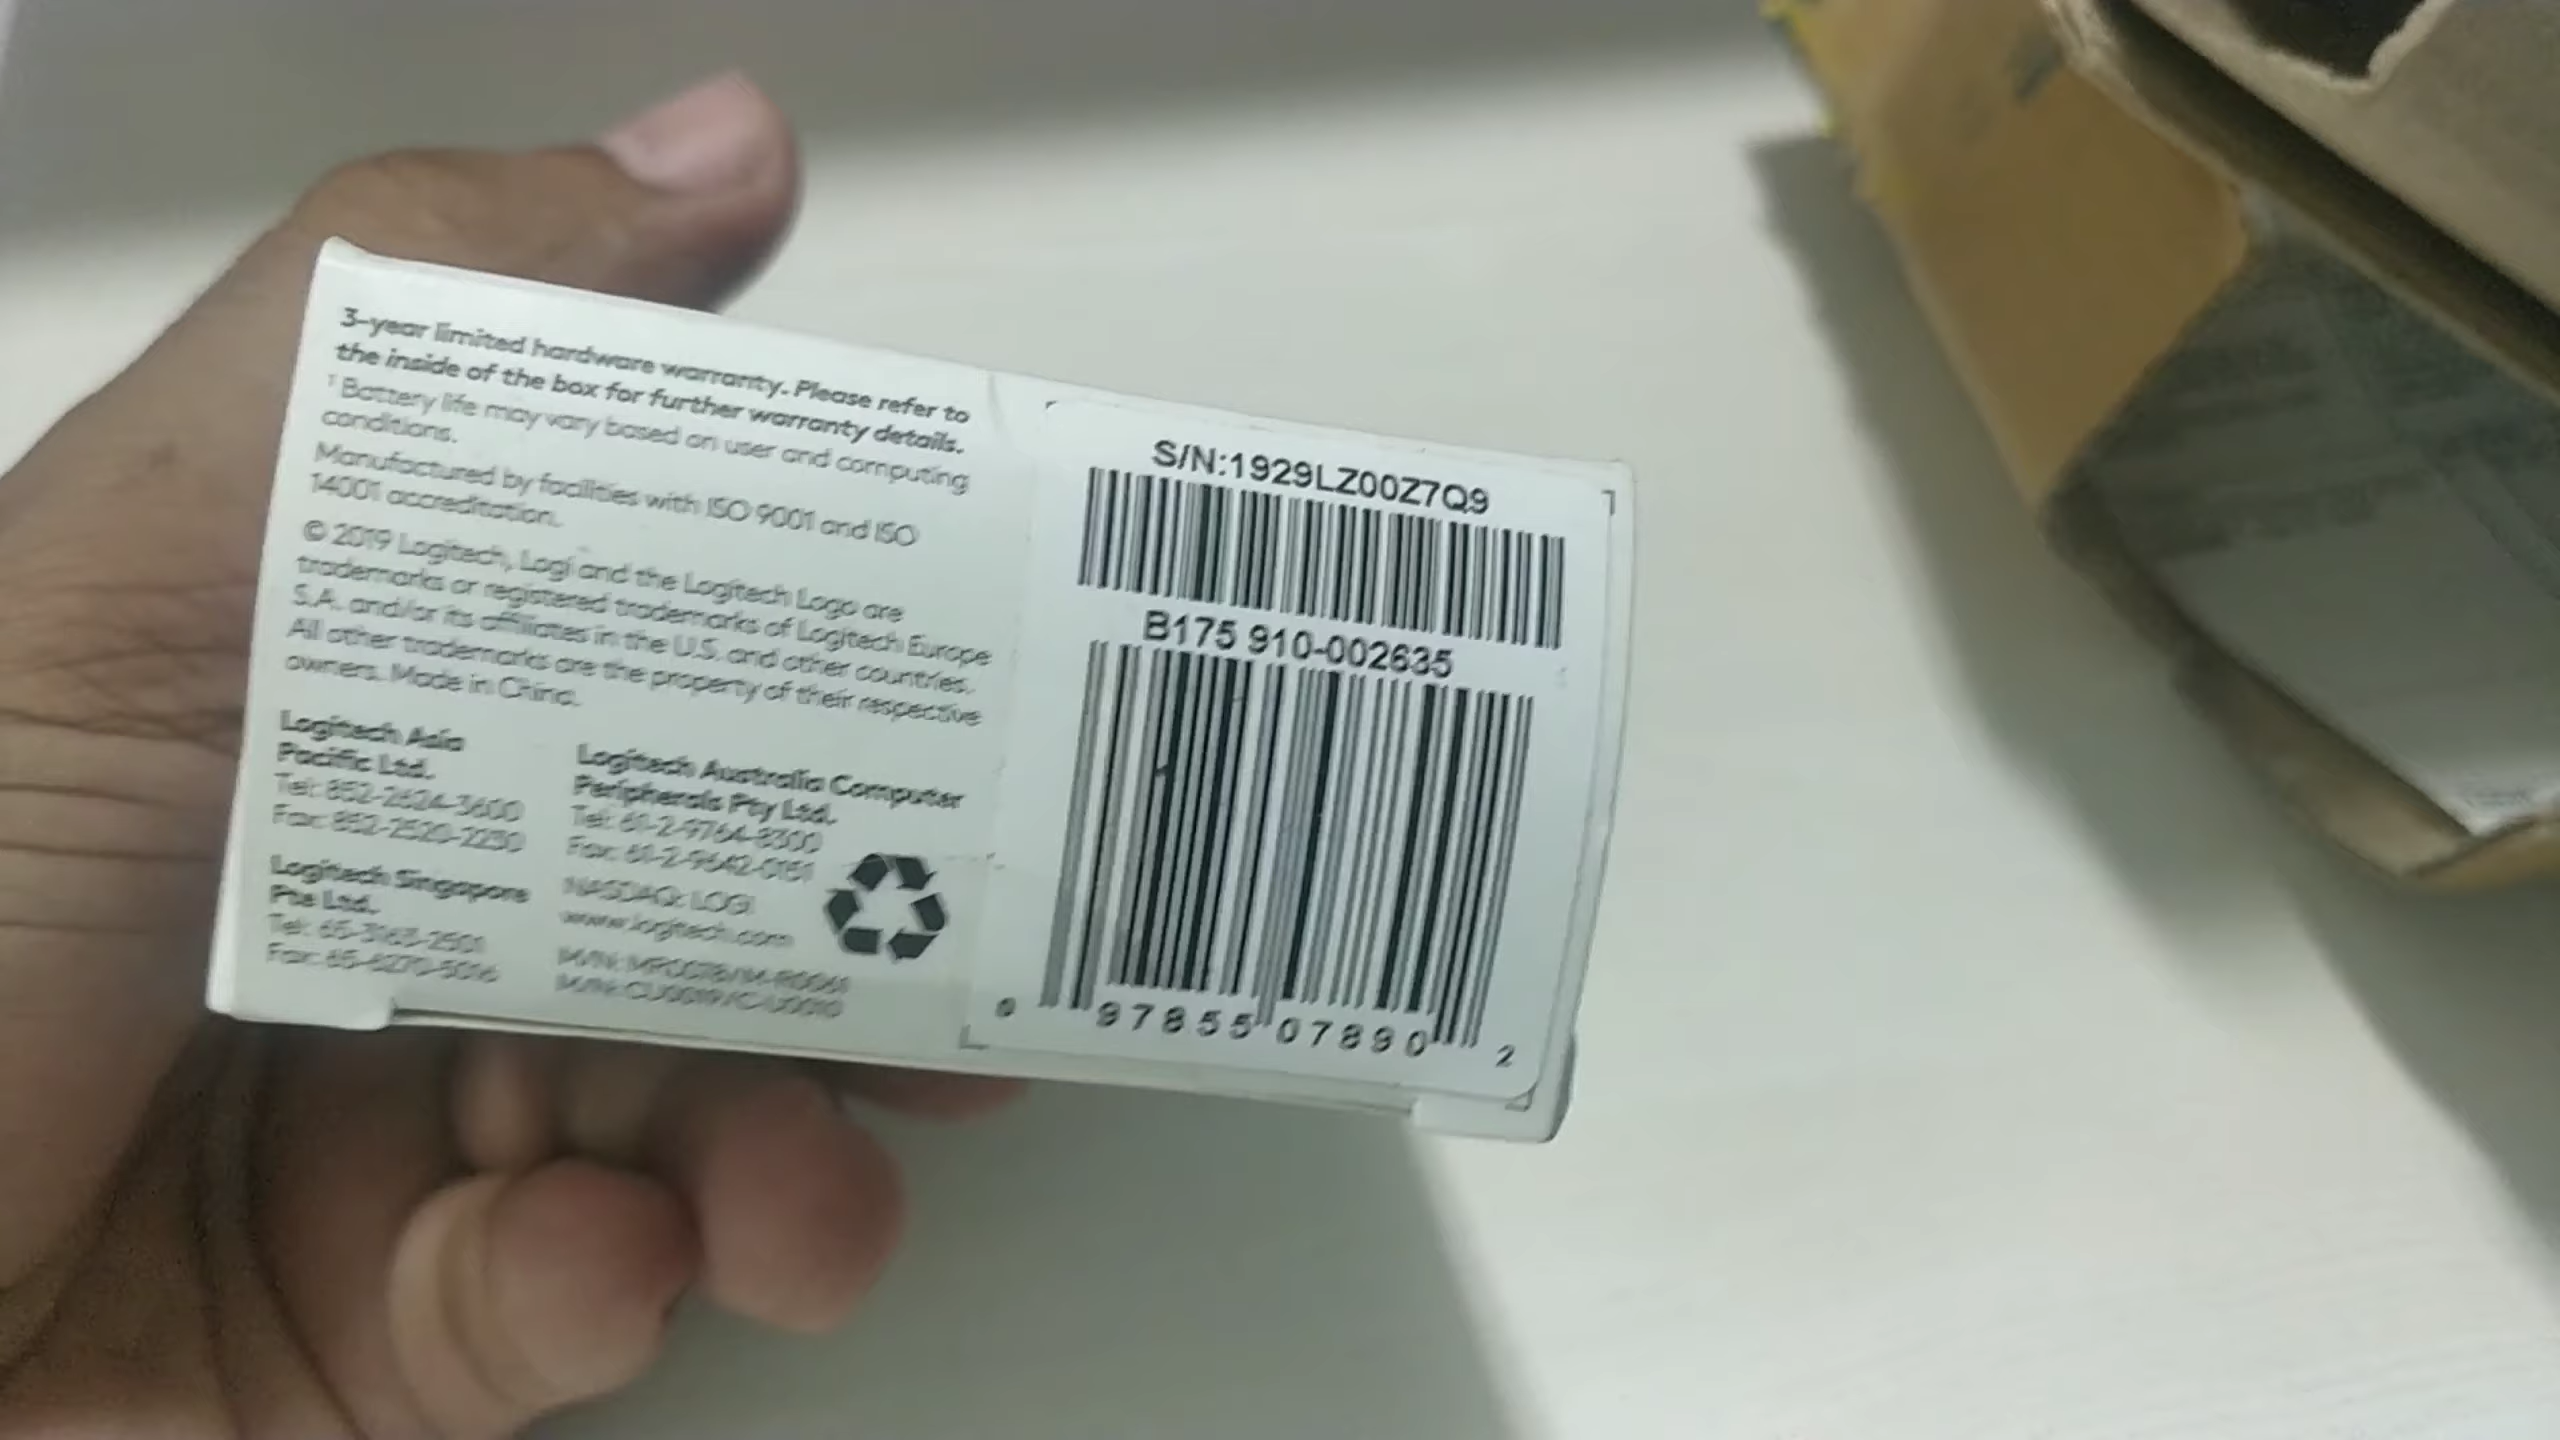 3-year limited hardware warranty. Please refer to
the inside of the box for further warranty details.
¹ Battery life may vary based on user and computing
conditions.
Manufactured by facilities with ISO 9001 and ISO
14001 accreditation.
© 2019 Logitech, Logi and the Logitech Logo are
trademarks or registered trademarks of Logitech Europe
S.A. and/or its affiliates in the U.S. and other countries.
All other trademarks are the property of their respective
owners. Made in China.
Logitech Asia
Pacific Ltd.
Tel: 852-2624-3600
Fax: 852-2520-2230
Logitech Singapore
Pte Ltd.
Tel: 65-3163-2501
Fax: 65-6270-5016
Logitech Australia Computer
Peripherals Pty Ltd.
Tel: 61-2-9764-8300
Fax: 61-2-9642-0151
NASDAQ: LOGI
www.logitech.com
M/N:
M/N:
S/N:1929LZ00Z7Q9
B175 910-002635
0 97855 07890 2